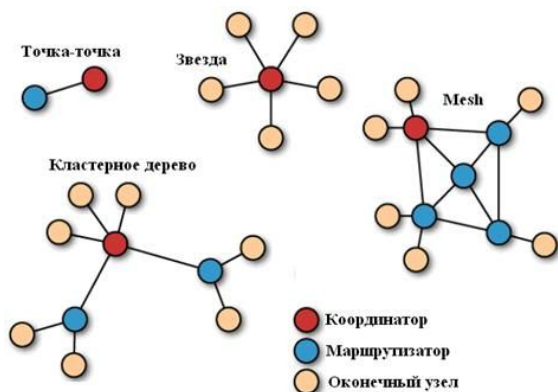 Точка-точка
Звезда
Mesh
Кластерное дерево
Координатор
Маршрутизатор
Оконечный узел